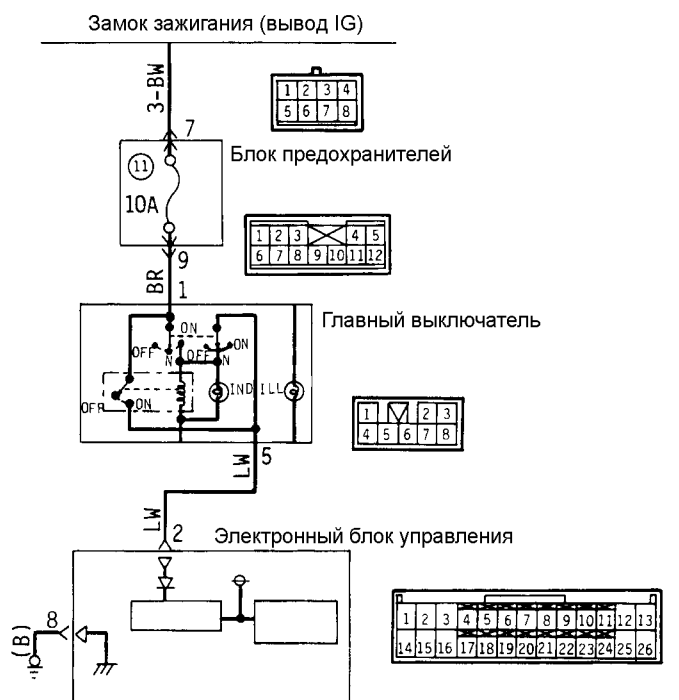 Замок зажигания (вывод IG)
3-BW
1 2 3 4
5 6 7 8
7
Блок предохранителей
11
10A
1 2 3 4 5
6 7 8 9 10 11 12
9
BR
1
Главный выключатель
ON
OFF N OFF N ON
IND ILL
OFF ON
1 2 3
4 5 6 7 8
LW 5
LW
2
Электронный блок управления
(B) 8
1 2 3 4 5 6 7 8 9 10 11 12 13
14 15 16 17 18 19 20 21 22 23 24 25 26